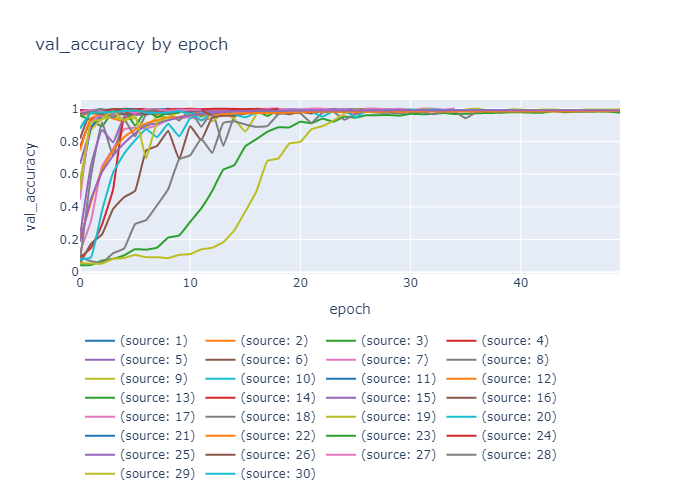 val_accuracy by epoch
1
0.8
0.6
0.4
0.2
0
val_accuracy
0 10 20 30 40
epoch
(source: 1) (source: 2) (source: 3) (source: 4)
(source: 5) (source: 6) (source: 7) (source: 8)
(source: 9) (source: 10) (source: 11) (source: 12)
(source: 13) (source: 14) (source: 15) (source: 16)
(source: 17) (source: 18) (source: 19) (source: 20)
(source: 21) (source: 22) (source: 23) (source: 24)
(source: 25) (source: 26) (source: 27) (source: 28)
(source: 29) (source: 30)